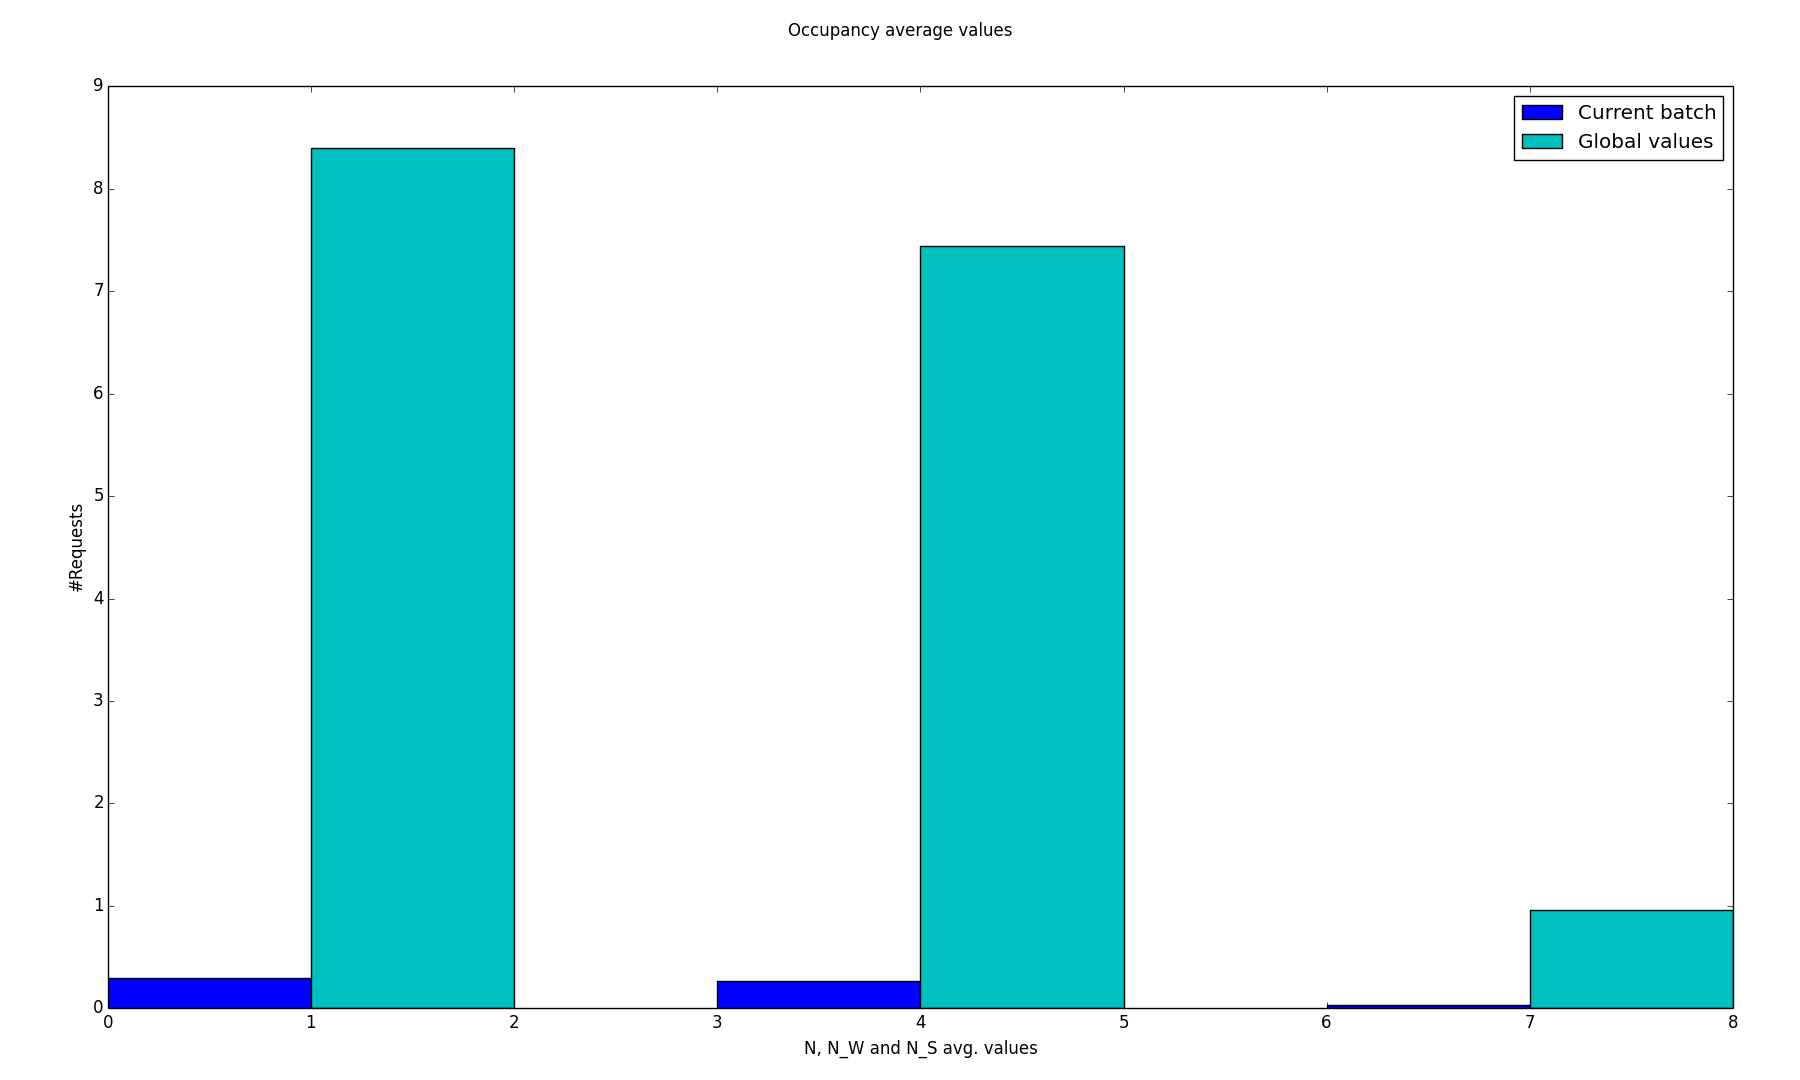 Occupancy average values
Current batch
Global values
9
8
7
6
5
4
3
2
1
0
#Requests
0 1 2 3 4 5 6 7 8
N, N_W and N_S avg. values